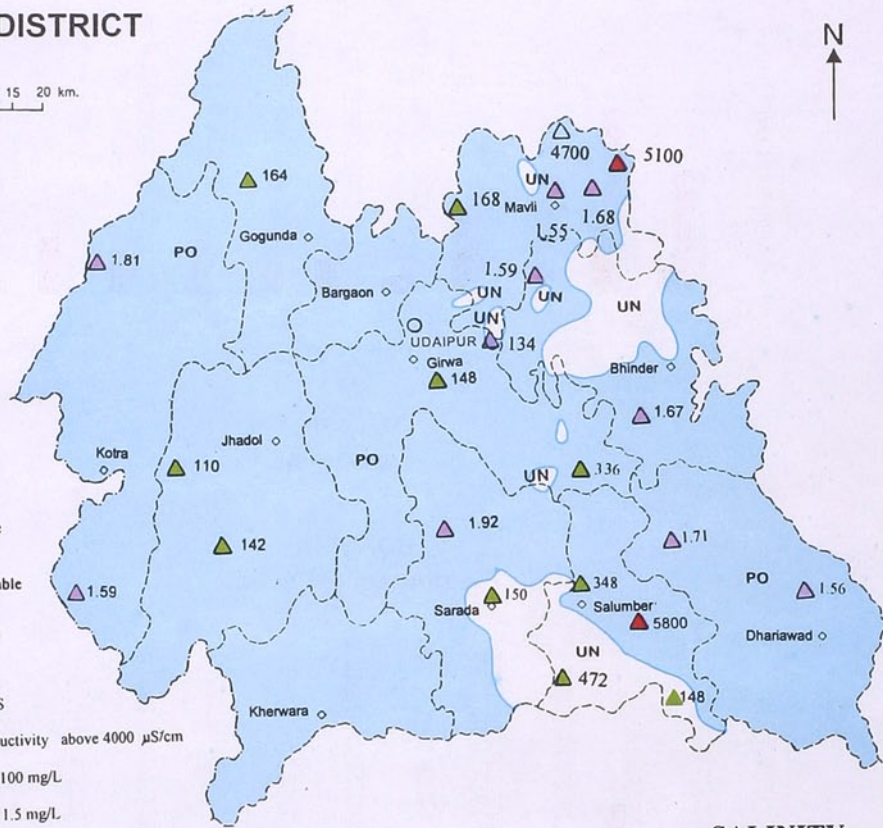 DISTRICT
15 20 km.
N
4700
5100
164
UN
168
Mavli
1.55
1.68
Gogunda
PO
1.81
1.59
UN
Bargaon
UN
UN
UN
UDAIPUR
134
Girwa
148
Bhinder
1.67
Jhadol
Kotra
110
PO
UN
336
142
1.92
1.71
1.59
150
348
PO
1.56
Sarada
Salumber
5800
Dhariawad
UN
472
148
Kherwara
above 4000 µS/cm
100 mg/L
1.5 mg/L